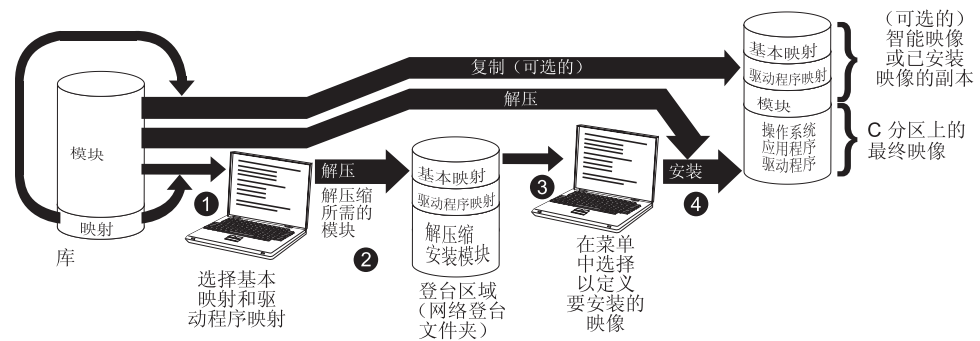 模块
映射
库
❶
选择基本
映射和驱
动程序映射
复制（可选的）
解压
解压
解压缩
所需的
模块
❷
基本映射
驱动程序映射
解压缩
安装模块
登台区域
（网络登台
文件夹）
❸
在菜单
中选择
以定义
要安装的
映像
安装
❹
基本映射
驱动程序映射
模块
操作系统
应用程序
驱动程序
（可选的）
智能映像
或已安装
映像的副本
C 分区上的
最终映像